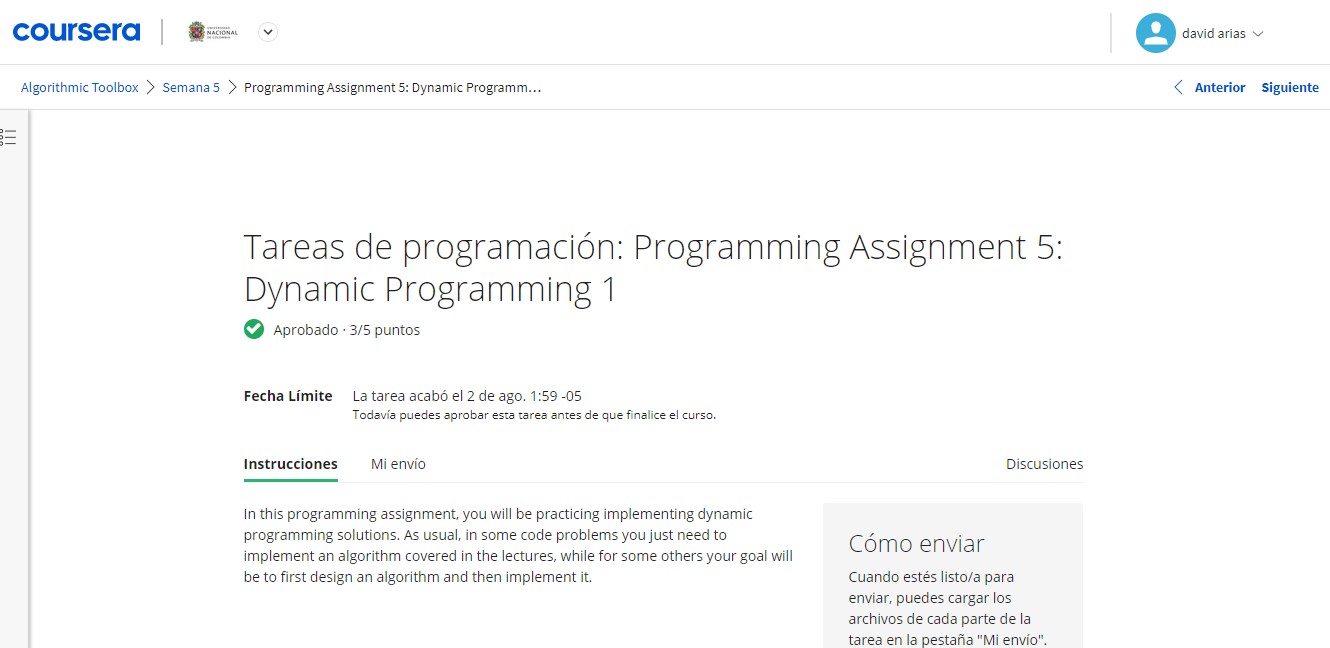 coursera
UNIVERSIDAD
NACIONAL
DE COLOMBIA
david arias
Algorithmic Toolbox
Semana 5
Programming Assignment 5: Dynamic Programm…
Anterior
Siguiente
Tareas de programación: Programming Assignment 5:
Dynamic Programming 1
Aprobado · 3/5 puntos
Fecha Límite
La tarea acabó el 2 de ago. 1:59 -05
Todavía puedes aprobar esta tarea antes de que finalice el curso.
Instrucciones
Mi envío
Discusiones
In this programming assignment, you will be practicing implementing dynamic
programming solutions. As usual, in some code problems you just need to
implement an algorithm covered in the lectures, while for some others your goal will
be to first design an algorithm and then implement it.
Cómo enviar
Cuando estés listo/a para
enviar, puedes cargar los
archivos de cada parte de la
tarea en la pestaña "Mi envío".